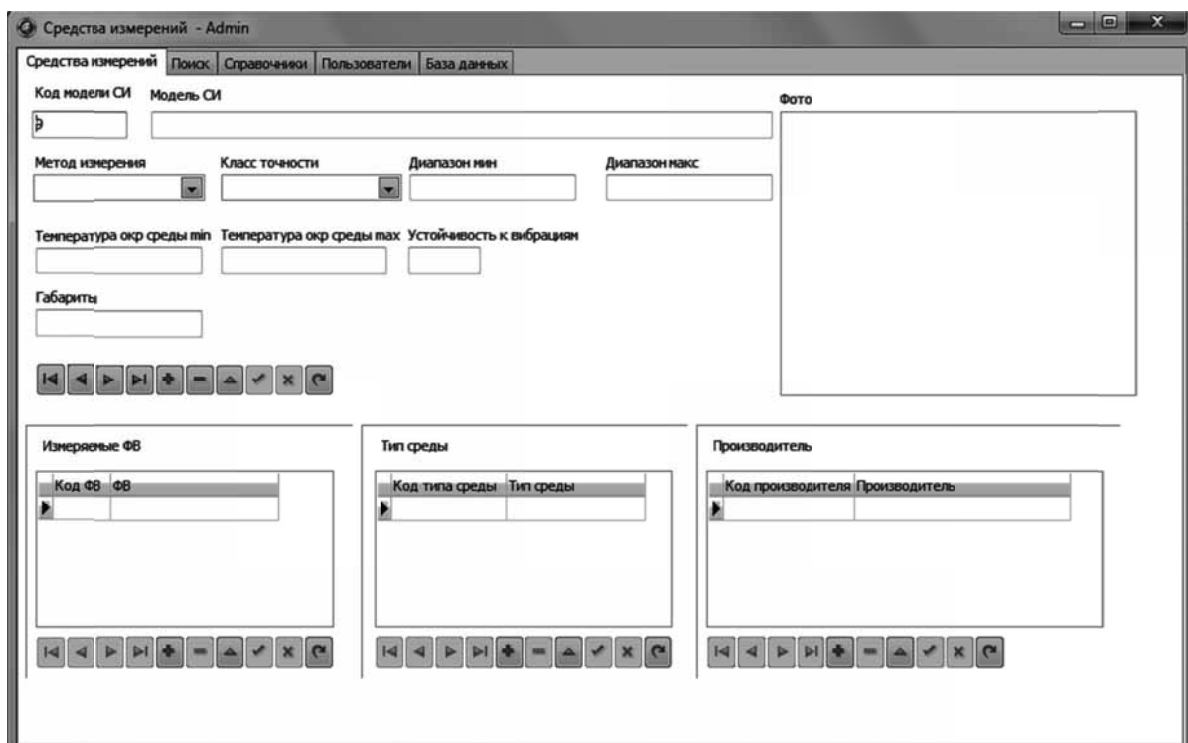 Средства измерений - Admin
Средства измерений Поиск Справочники Пользователи База данных
Код модели СИ Модель СИ Фото
Метод измерения Класс точности Диапазон мин Диапазон макс
Температура окр среды min Температура окр среды max Устойчивость к вибрациям
Габариты
Измеряемые ФВ Тип среды Производитель
Код ФВ ФВ Код типа среды Тип среды Код производителя Производитель